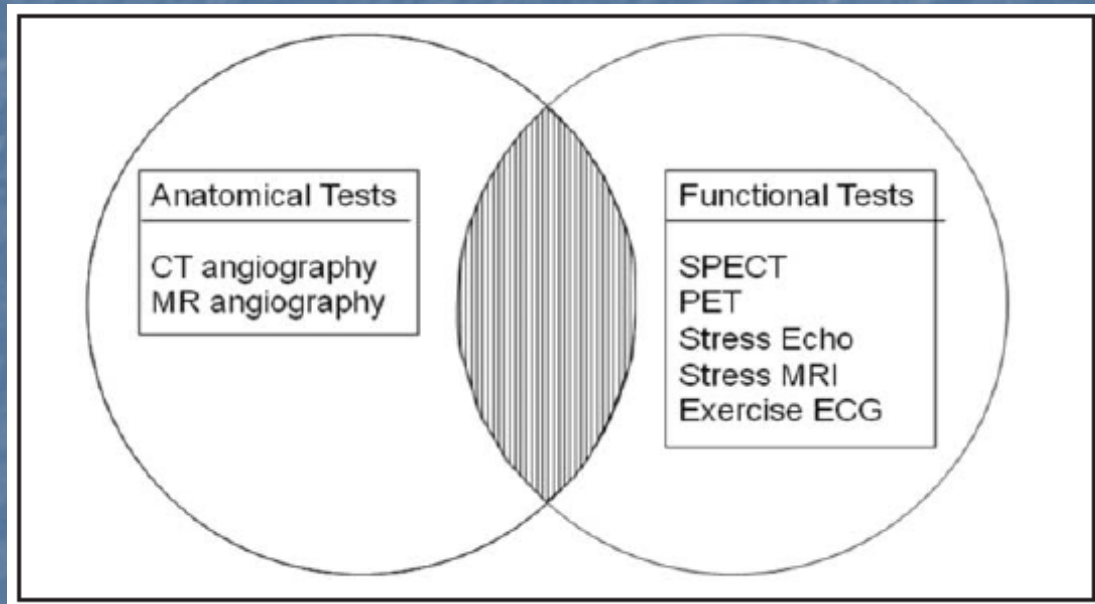 Anatomical Tests
CT angiography
MR angiography
Functional Tests
SPECT
PET
Stress Echo
Stress MRI
Exercise ECG